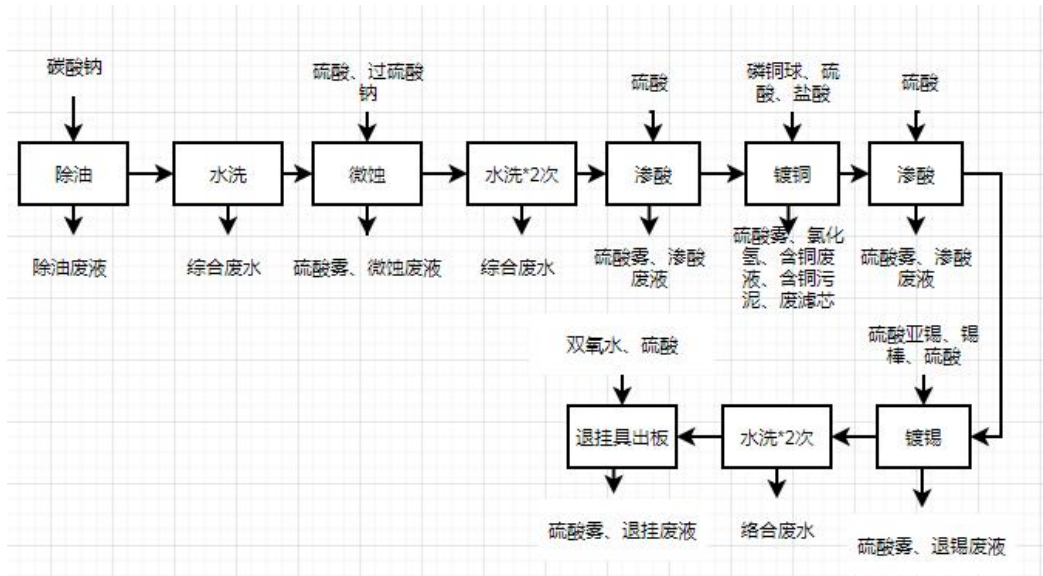 碳酸钠
硫酸、过硫酸
钠
硫酸
磷铜球、硫
酸、盐酸
硫酸
除油
水洗
微蚀
水洗*2次
渗酸
镀铜
渗酸
除油废液
综合废水
硫酸雾、微蚀废液
综合废水
硫酸雾、渗酸
废液
硫酸雾、氯化
氢、含铜废
液、含铜污
泥、废滤芯
硫酸雾、渗酸
废液
双氧水、硫酸
硫酸亚锡、锡
棒、硫酸
退挂具出板
水洗*2次
镀锡
硫酸雾、退挂废液
络合废水
硫酸雾、退锡废液